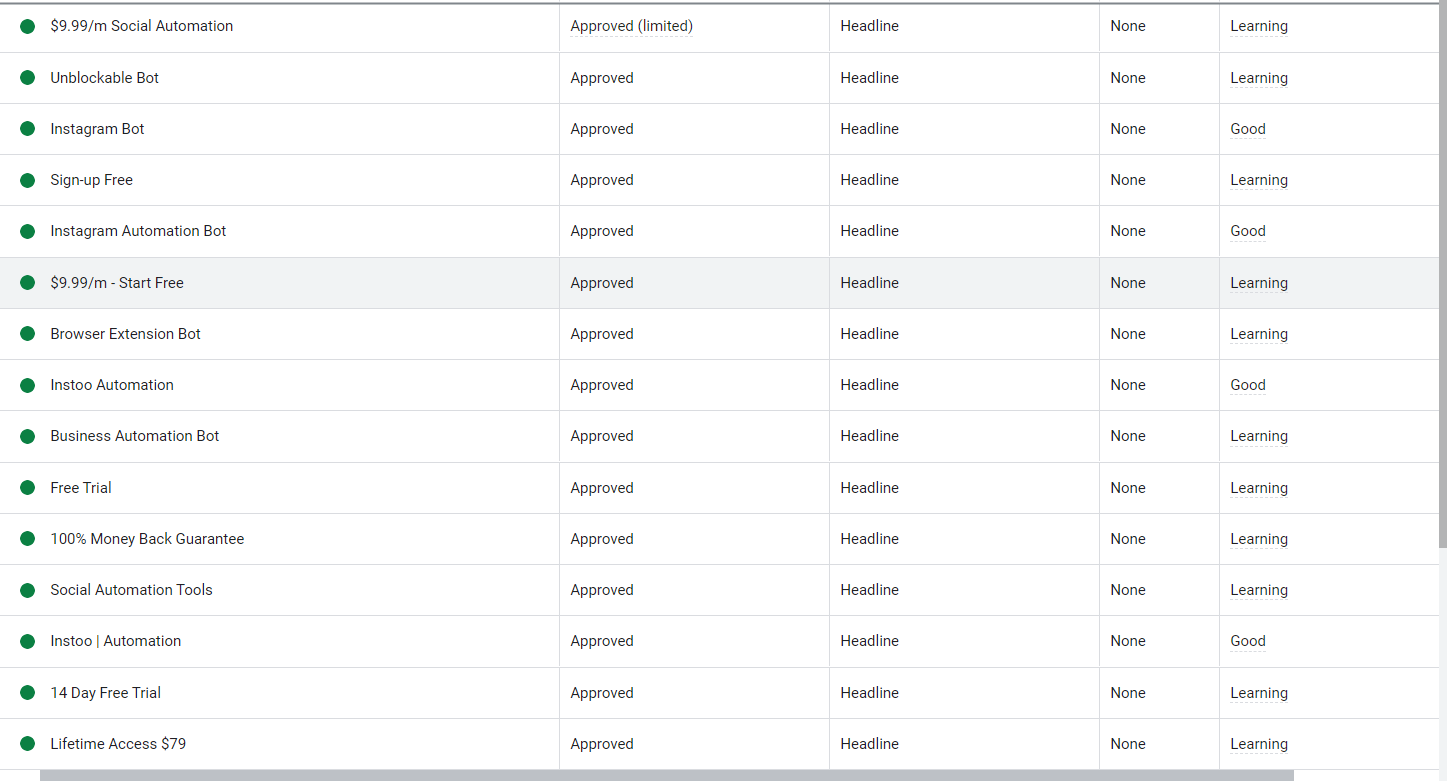 $9.99/m Social Automation Approved (limited) Headline None Learning
Unblockable Bot Approved Headline None Learning
Instagram Bot Approved Headline None Good
Sign-up Free Approved Headline None Learning
Instagram Automation Bot Approved Headline None Good
$9.99/m - Start Free Approved Headline None Learning
Browser Extension Bot Approved Headline None Learning
Instoo Automation Approved Headline None Good
Business Automation Bot Approved Headline None Learning
Free Trial Approved Headline None Learning
100% Money Back Guarantee Approved Headline None Learning
Social Automation Tools Approved Headline None Learning
Instoo | Automation Approved Headline None Good
14 Day Free Trial Approved Headline None Learning
Lifetime Access $79 Approved Headline None Learning